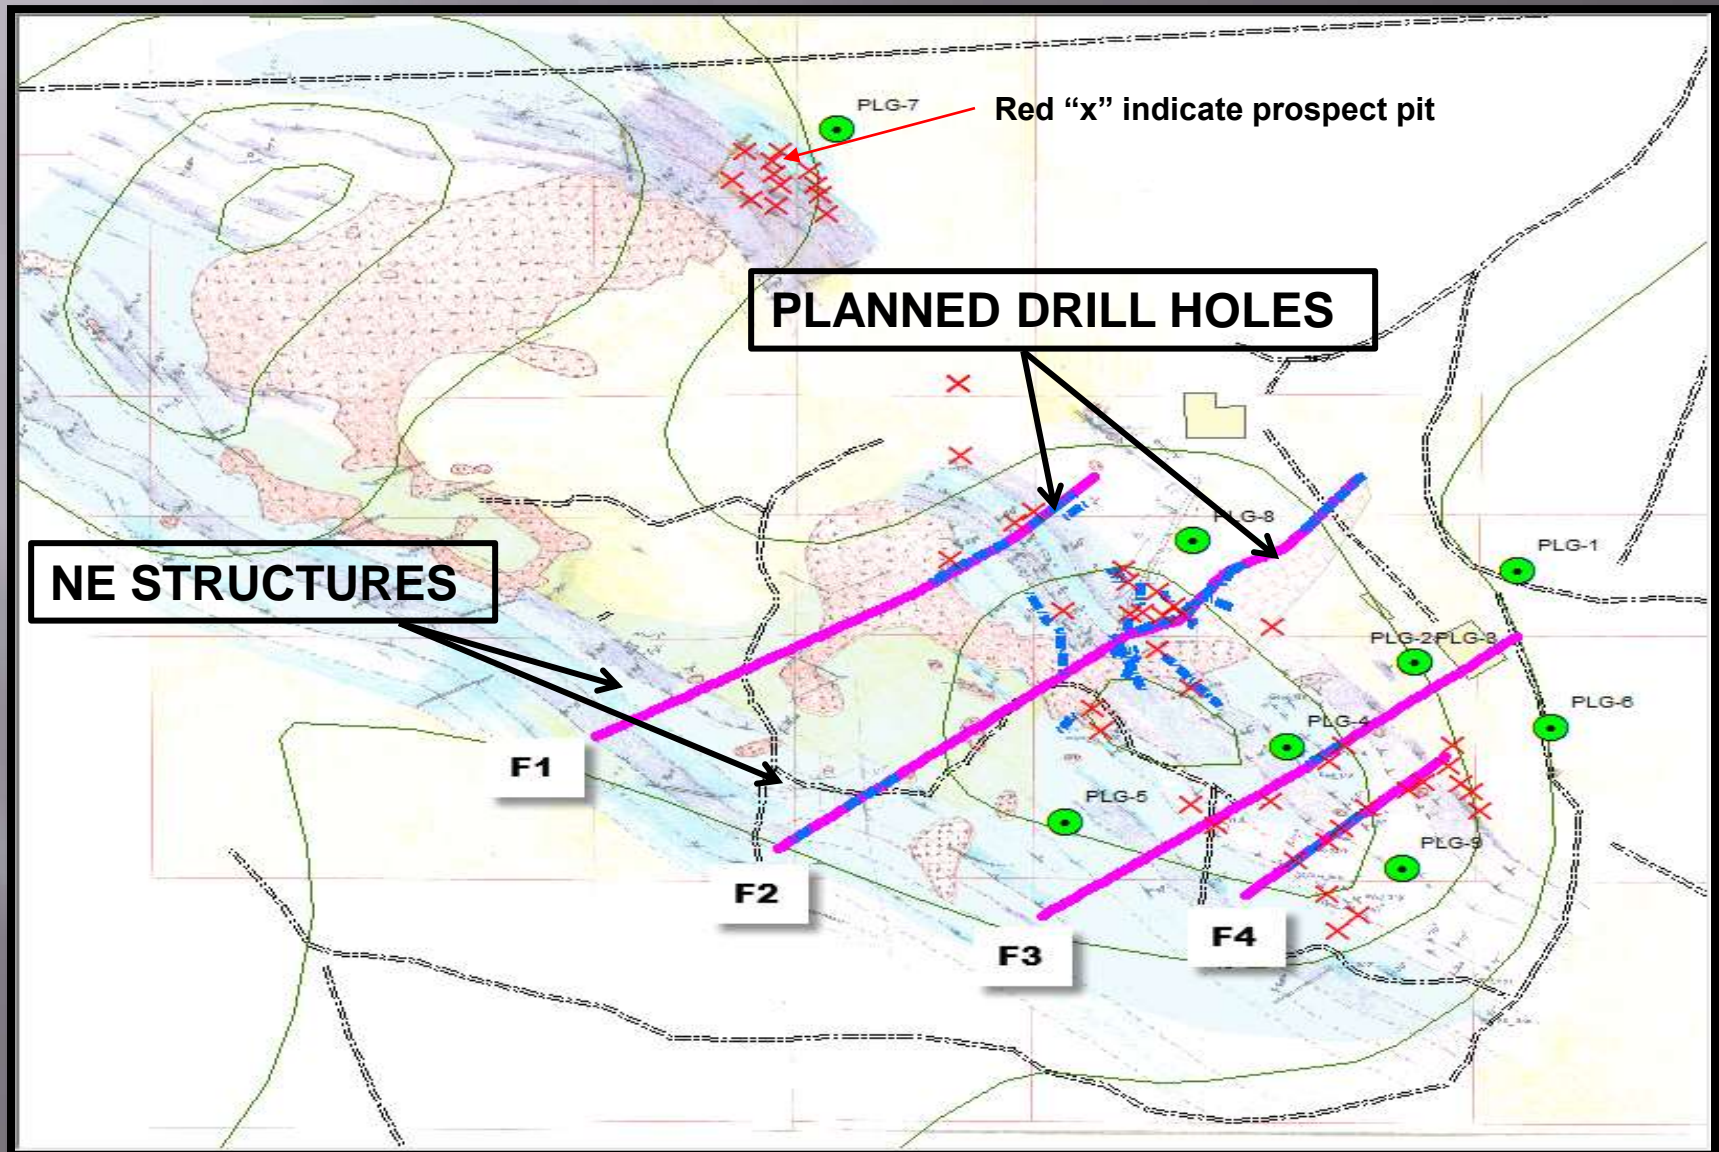 PLG-7
Red “x” indicate prospect pit
PLANNED DRILL HOLES
PLG-8
PLG-1
NE STRUCTURES
PLG-2
PLG-3
PLG-6
PLG-4
F1
PLG-5
PLG-9
F2
F4
F3